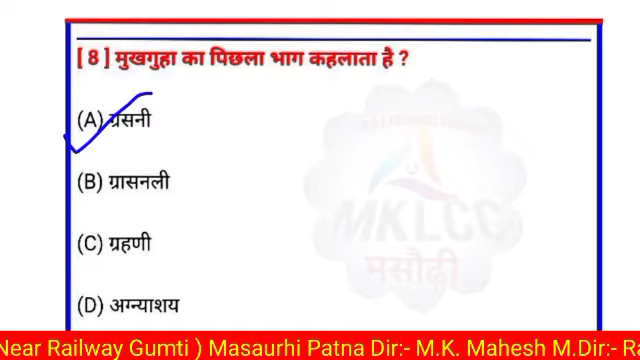 [ 8 ] मुखगुहा का पिछला भाग कहलाता है ?
(A) ग्रसनी
(B) ग्रासनली
(C) ग्रहणी
(D) अग्न्याशय
MKLCC
मसौढ़ी
Near Railway Gumti ) Masaurhi Patna Dir:- M.K. Mahesh M.Dir:- Ra